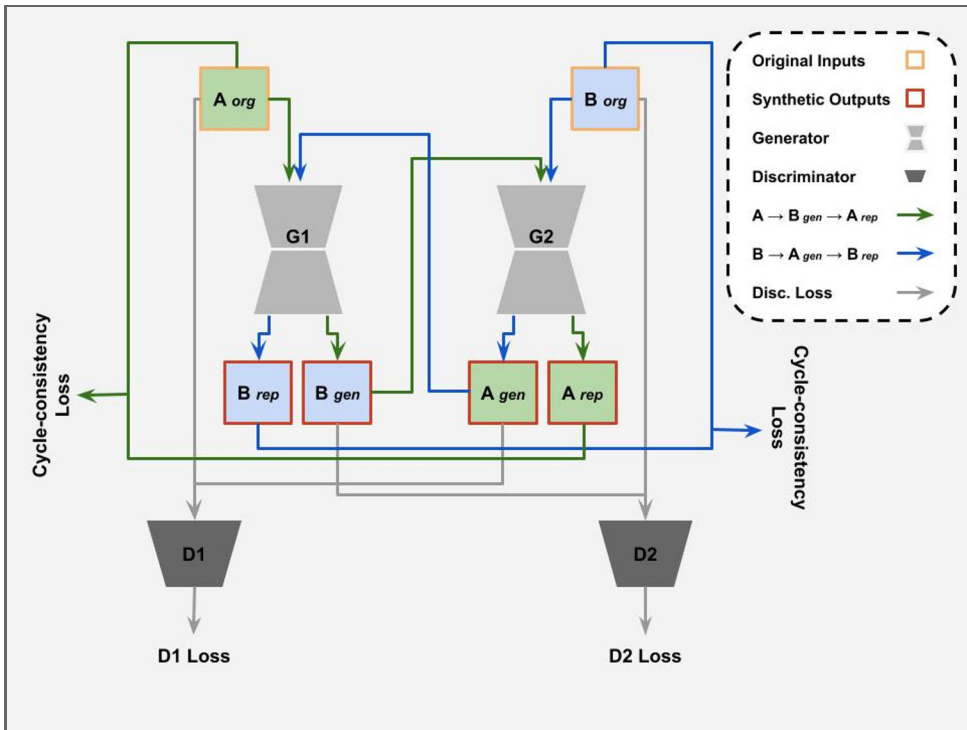 A org
B org
Original Inputs
Synthetic Outputs
Generator
Discriminator
A → B gen → A rep
B → A gen → B rep
Disc. Loss
G1
G2
B rep
B gen
A gen
A rep
Cycle-consistency
Loss
Cycle-consistency
Loss
D1
D2
D1 Loss
D2 Loss